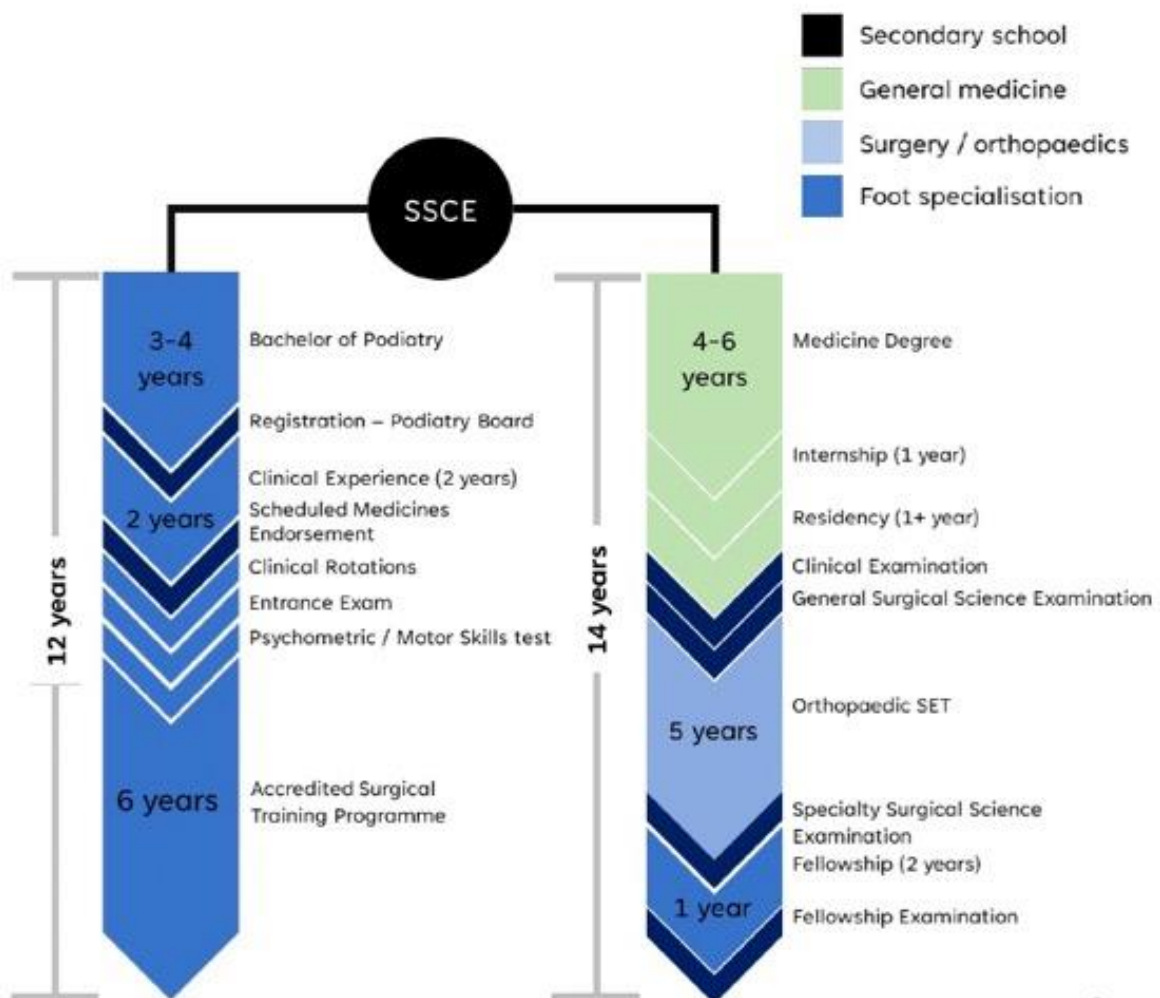 Secondary school
General medicine
Surgery / orthopaedics
Foot specialisation
SSCE
12 years
3-4
years
Bachelor of Podiatry
Registration – Podiatry Board
Clinical Experience (2 years)
2 years
Scheduled Medicines
Endorsement
Clinical Rotations
Entrance Exam
Psychometric / Motor Skills test
6 years
Accredited Surgical
Training Programme
14 years
4-6
years
Medicine Degree
Internship (1 year)
Residency (1+ year)
Clinical Examination
General Surgical Science Examination
5 years
Orthopaedic SET
Specialty Surgical Science
Examination
Fellowship (2 years)
1 year
Fellowship Examination